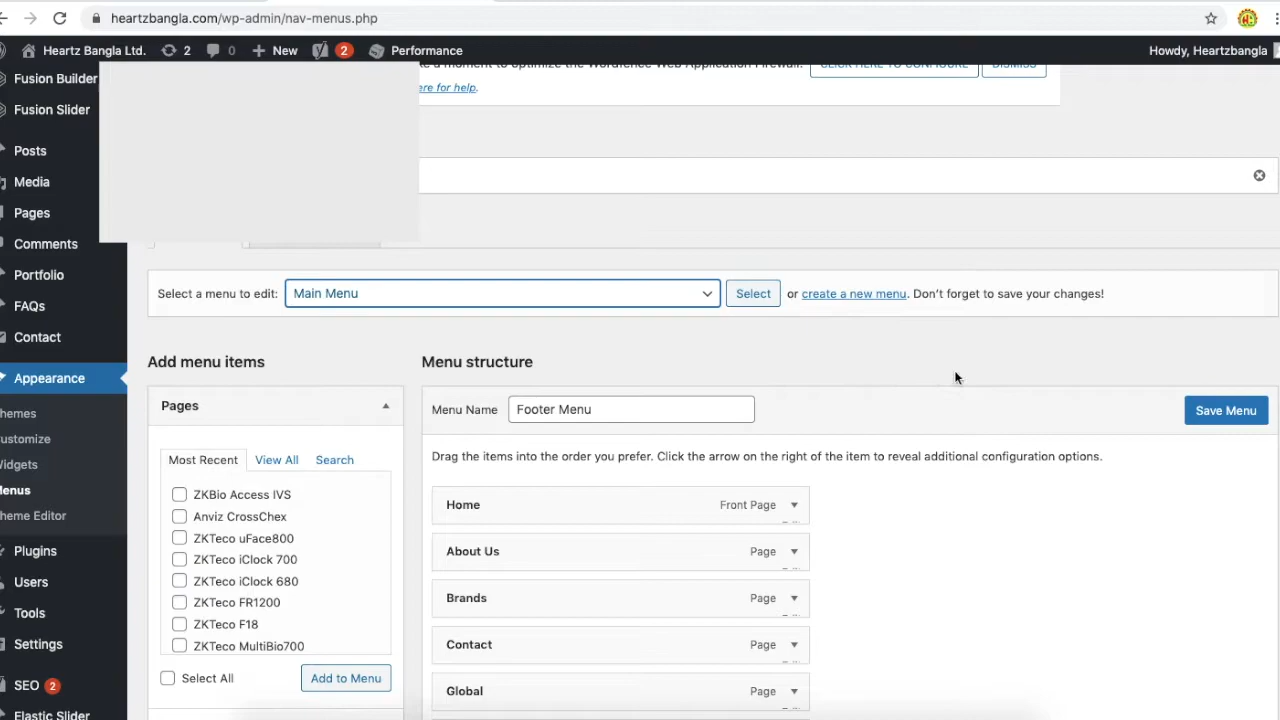 heartzbangla.com/wp-admin/nav-menus.php
Heartz Bangla Ltd. 2 0 New 2 Performance Howdy, Heartzbangla
Fusion Builder
Fusion Slider
Posts
Media
Pages
Comments
Portfolio
FAQs
Contact
Appearance
hemes
ustomize
idgets
enus
heme Editor
Plugins
Users
Tools
Settings
SEO 2
Elastic Slider
e a moment to optimize the Wordfence Web Application Firewall. CLICK HERE TO CONFIGURE DISMISS
ere for help.
Select a menu to edit: Main Menu Select or create a new menu. Don't forget to save your changes!
Add menu items
Pages
Most Recent View All Search
ZKBio Access IVS
Anviz CrossChex
ZKTeco uFace800
ZKTeco iClock 700
ZKTeco iClock 680
ZKTeco FR1200
ZKTeco F18
ZKTeco MultiBio700
Select All Add to Menu
Menu structure
Menu Name Footer Menu Save Menu
Drag the items into the order you prefer. Click the arrow on the right of the item to reveal additional configuration options.
Home Front Page
About Us Page
Brands Page
Contact Page
Global Page